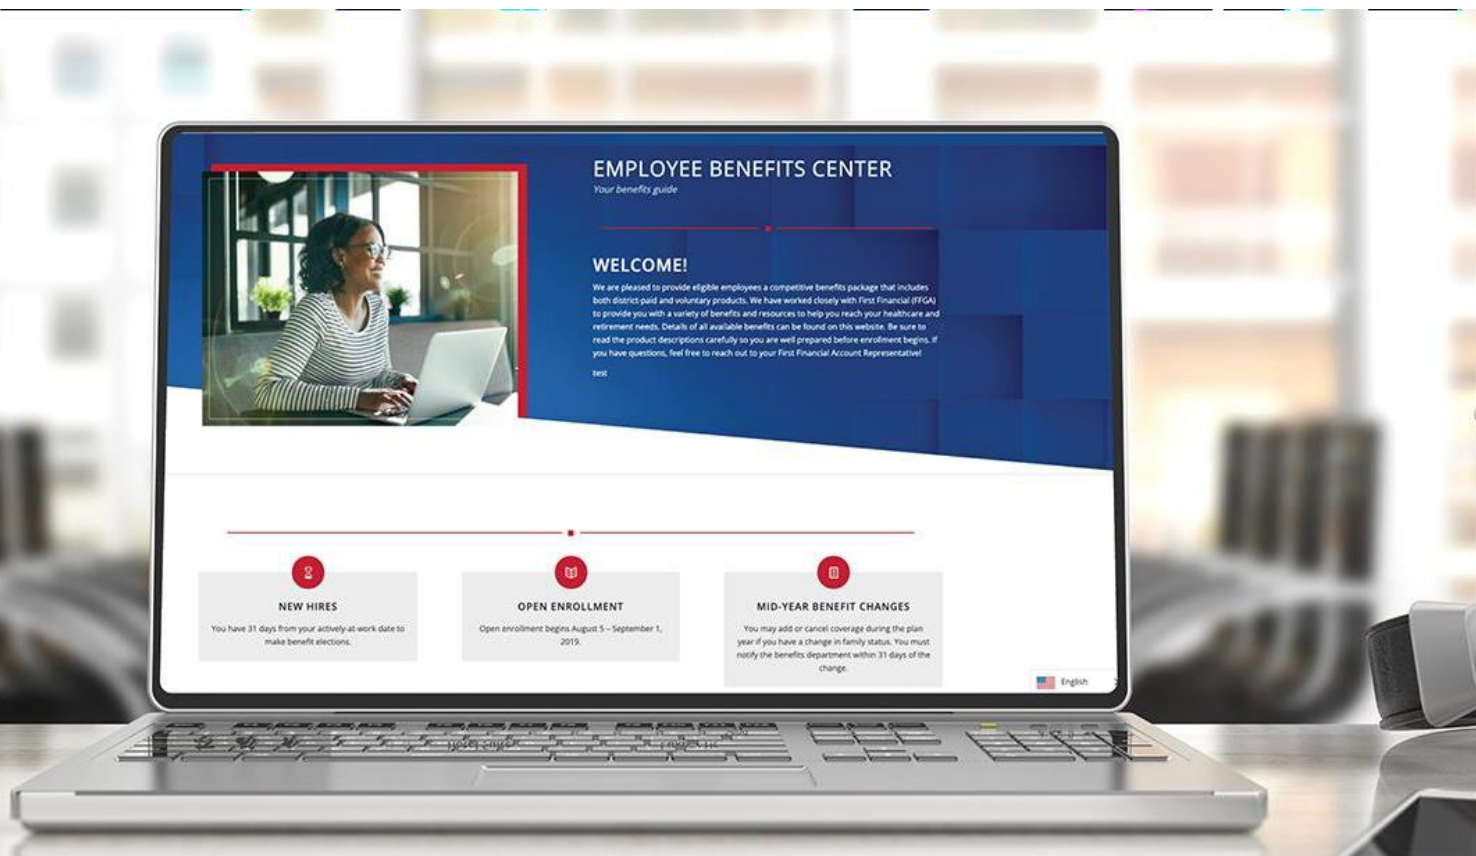 EMPLOYEE BENEFITS CENTER
Your benefits guide
WELCOME!
We are pleased to provide eligible employees a competitive benefits package that includes
both district-paid and voluntary products. We have worked closely with First Financial (FFGA)
to provide you with a variety of benefits and resources to help you reach your healthcare and
retirement needs. Details of all available benefits can be found on this website. Be sure to
read the product descriptions carefully so you are well prepared before enrollment begins. If
you have questions, feel free to reach out to your First Financial Account Representative!
test
NEW HIRES
You have 31 days from your actively-at-work date to
make benefit elections.
OPEN ENROLLMENT
Open enrollment begins August 5 – September 1,
2019.
MID-YEAR BENEFIT CHANGES
You may add or cancel coverage during the plan
year if you have a change in family status. You must
notify the benefits department within 31 days of the
change.
English